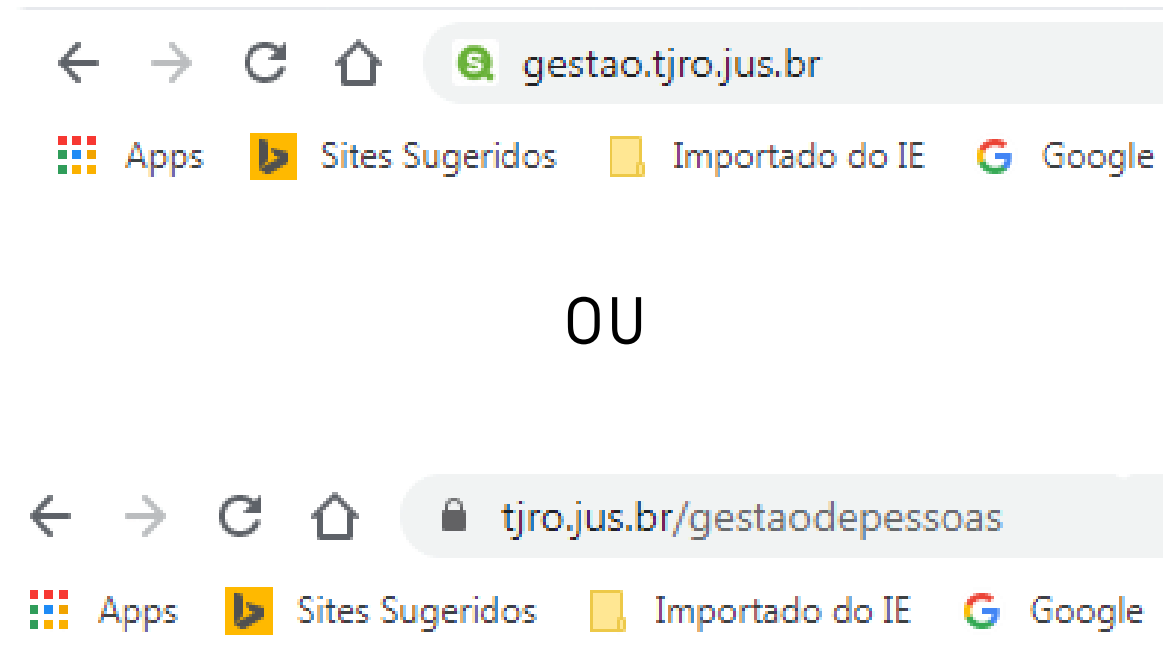 gestao.tjro.jus.br
Apps Sites Sugeridos Importado do IE Google
OU
tjro.jus.br/gestaodepessoas
Apps Sites Sugeridos Importado do IE Google